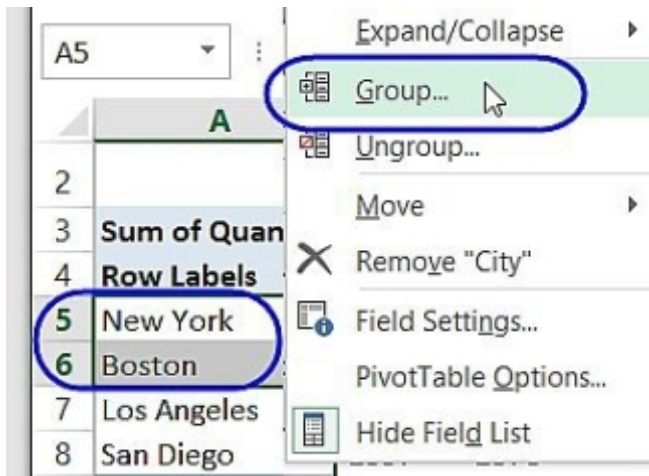 A5
A
2
3 Sum of Quan
4 Row Labels
5 New York
6 Boston
7 Los Angeles
8 San Diego
Expand/Collapse
Group...
Ungroup...
Move
Remove "City"
Field Settings...
PivotTable Options...
Hide Field List